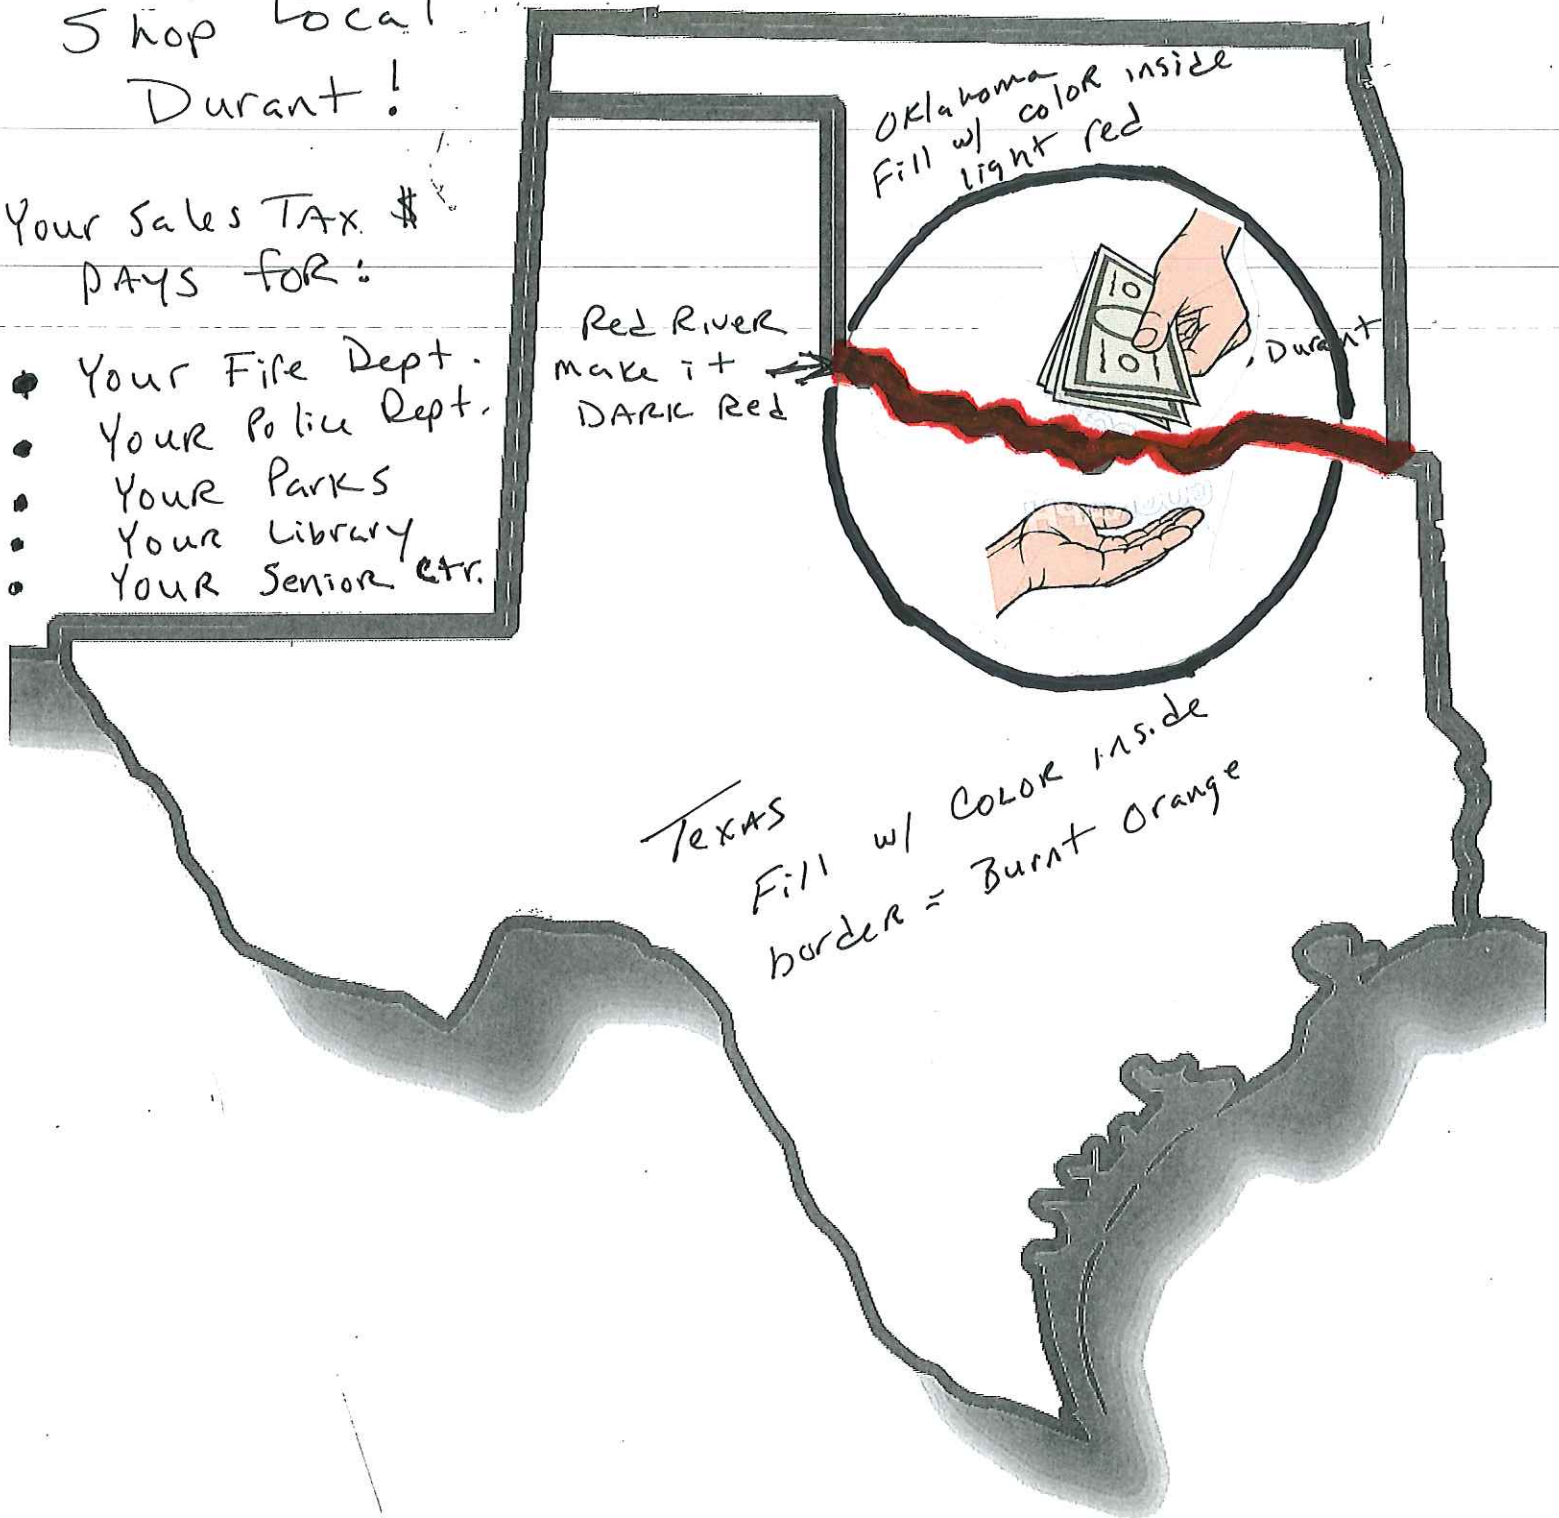 Shop Local
Durant!
Your Sales TAX $
PAYS foR:
• Your Fire Dept.
• YouR Police Dept.
• YouR Parks
• YouR Library
• YouR SenioR Ctr.
Red RiveR
make it
DARK Red
Oklahoma
Fill w/ coloR inside
light red
10
10
. Durant
TexAS
Fill w/ COLOR inside
bordeR = Burnt Orange